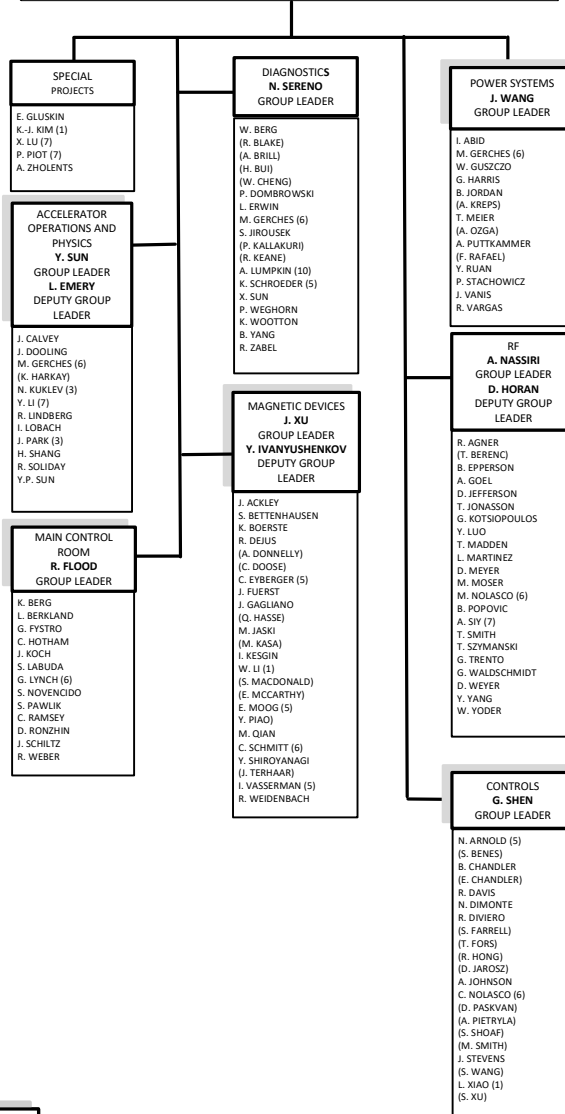 SPECIAL
PROJECTS
E. GLUSKIN
K.-J. KIM (1)
X. LU (7)
P. PIOT (7)
A. ZHOLENTS
ACCELERATOR
OPERATIONS AND
PHYSICS
Y. SUN
GROUP LEADER
L. EMERY
DEPUTY GROUP
LEADER
J. CALVEY
J. DOOLING
M. GERCHES (6)
(K. HARKAY)
N. KUKLEV (3)
Y. LI (7)
R. LINDBERG
I. LOBACH
J. PARK (3)
H. SHANG
R. SOLIDAY
Y.P. SUN
MAIN CONTROL
ROOM
R. FLOOD
GROUP LEADER
K. BERG
L. BERKLAND
G. FYSTRO
C. HOTHAM
J. KOCH
S. LABUDA
G. LYNCH (6)
S. NOVENCIDO
S. PAWLIK
C. RAMSEY
D. RONZHIN
J. SCHILTZ
R. WEBER
DIAGNOSTICS
N. SERENO
GROUP LEADER
W. BERG
(R. BLAKE)
(A. BRILL)
(H. BUI)
(W. CHENG)
P. DOMBROWSKI
L. ERWIN
M. GERCHES (6)
S. JIROUSEK
(P. KALLAKURI)
(R. KEANE)
A. LUMPKIN (10)
K. SCHROEDER (5)
X. SUN
P. WEGHORN
K. WOOTTON
B. YANG
R. ZABEL
MAGNETIC DEVICES
J. XU
GROUP LEADER
Y. IVANYUSHENKOV
DEPUTY GROUP
LEADER
J. ACKLEY
S. BETTENHAUSEN
K. BOERSTE
R. DEJUS
(A. DONNELLY)
(C. DOOSE)
C. EYBERGER (5)
J. FUERST
J. GAGLIANO
(Q. HASSE)
M. JASKI
(M. KASA)
I. KESGIN
W. LI (1)
(S. MACDONALD)
(E. MCCARTHY)
E. MOOG (5)
Y. PIAO)
M. QIAN
C. SCHMITT (6)
Y. SHIROYANAGI
(J. TERHAAR)
I. VASSERMAN (5)
R. WEIDENBACH
POWER SYSTEMS
J. WANG
GROUP LEADER
I. ABID
M. GERCHES (6)
W. GUSZCZO
G. HARRIS
B. JORDAN
(A. KREPS)
T. MEIER
(A. OZGA)
A. PUTTKAMMER
(F. RAFAEL)
Y. RUAN
P. STACHOWICZ
J. VANIS
R. VARGAS
RF
A. NASSIRI
GROUP LEADER
D. HORAN
DEPUTY GROUP
LEADER
R. AGNER
(T. BERENC)
B. EPPERSON
A. GOEL
D. JEFFERSON
T. JONASSON
G. KOTSIOPOULOS
Y. LUO
T. MADDEN
L. MARTINEZ
D. MEYER
M. MOSER
M. NOLASCO (6)
B. POPOVIC
A. SIY (7)
T. SMITH
T. SZYMANSKI
G. TRENTO
G. WALDSCHMIDT
D. WEYER
Y. YANG
W. YODER
CONTROLS
G. SHEN
GROUP LEADER
N. ARNOLD (5)
(S. BENES)
B. CHANDLER
(E. CHANDLER)
R. DAVIS
N. DIMONTE
R. DIVIERO
(S. FARRELL)
(T. FORS)
(R. HONG)
(D. JAROSZ)
A. JOHNSON
C. NOLASCO (6)
(D. PASKVAN)
(A. PIETRYLA)
(S. SHOAF)
(M. SMITH)
J. STEVENS
(S. WANG)
L. XIAO (1)
(S. XU)